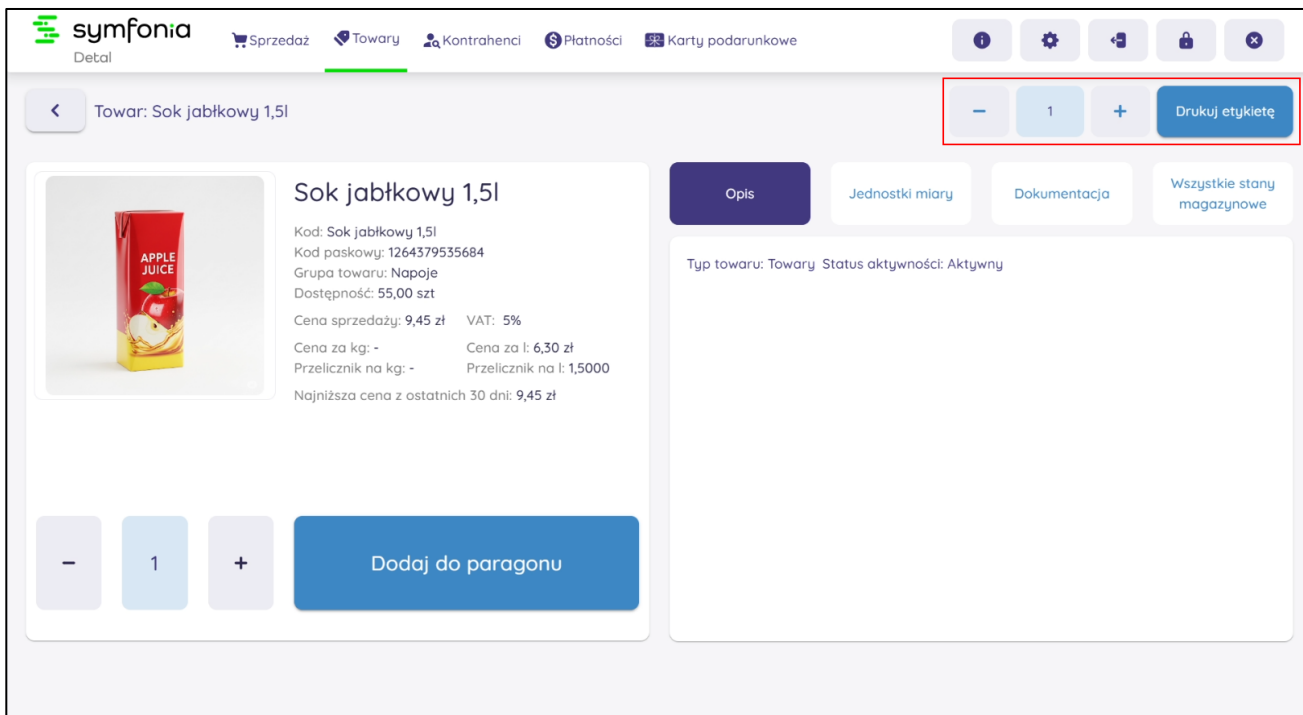 symfonia
Detal
Sprzedaż
Towary
Kontrahenci
Płatności
Karty podarunkowe
Towar: Sok jabłkowy 1,5l
− 1 + Drukuj etykietę
APPLE
JUICE
Sok jabłkowy 1,5l
Kod: Sok jabłkowy 1,5l
Kod paskowy: 1264379535684
Grupa towaru: Napoje
Dostępność: 55,00 szt
Cena sprzedaży: 9,45 zł VAT: 5%
Cena za kg: - Cena za l: 6,30 zł
Przelicznik na kg: - Przelicznik na l: 1,5000
Najniższa cena z ostatnich 30 dni: 9,45 zł
− 1 + Dodaj do paragonu
Opis
Jednostki miary
Dokumentacja
Wszystkie stany
magazynowe
Typ towaru: Towary Status aktywności: Aktywny